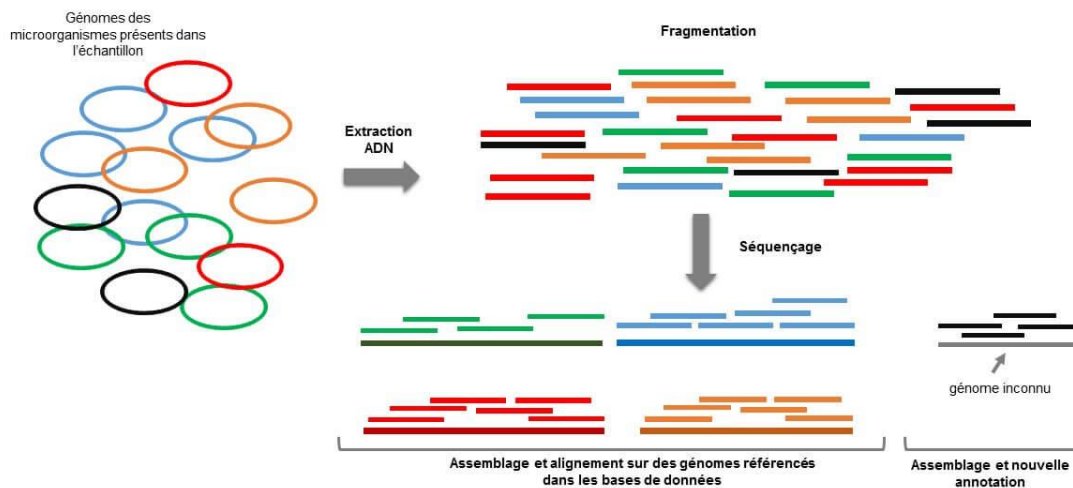 Génomes des
microorganismes présents dans
l'échantillon
Fragmentation
Extraction
ADN
Séquençage
génome inconnu
Assemblage et alignement sur des génomes référencés
dans les bases de données
Assemblage et nouvelle
annotation